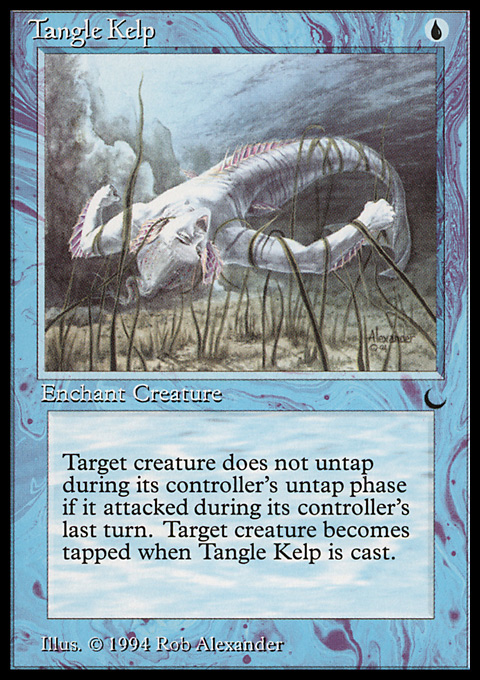 Tangle Kelp
Alexander
Enchant Creature
Target creature does not untap
during its controller's untap phase
if it attacked during its controller's
last turn. Target creature becomes
tapped when Tangle Kelp is cast.
Illus. © 1994 Rob Alexander